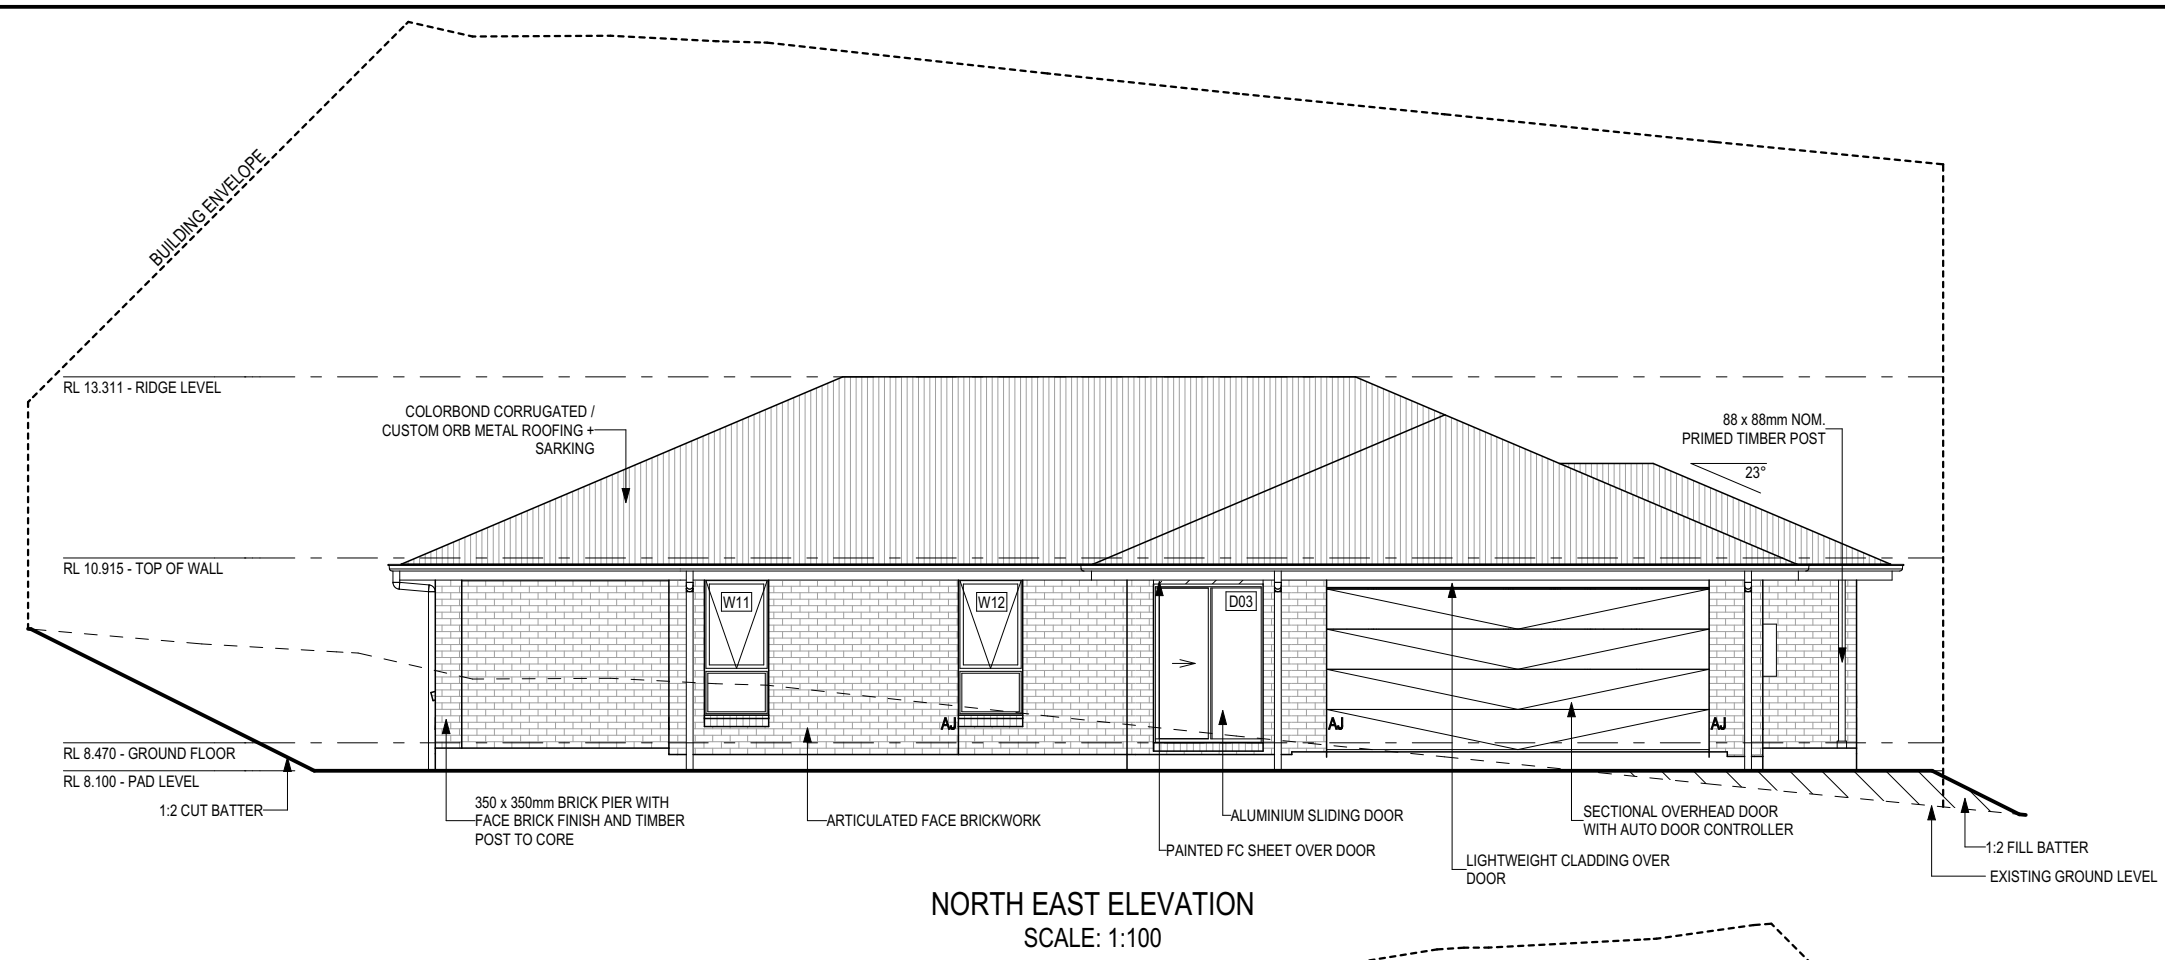 BUILDING ENVELOPE
RL 13.311 - RIDGE LEVEL
COLORBOND CORRUGATED /
CUSTOM ORB METAL ROOFING +
SARKING
88 x 88mm NOM.
PRIMED TIMBER POST
23°
RL 10.915 - TOP OF WALL
W11
W12
D03
AJ
AJ
AJ
RL 8.470 - GROUND FLOOR
RL 8.100 - PAD LEVEL
1:2 CUT BATTER
350 x 350mm BRICK PIER WITH
FACE BRICK FINISH AND TIMBER
POST TO CORE
ARTICULATED FACE BRICKWORK
ALUMINIUM SLIDING DOOR
PAINTED FC SHEET OVER DOOR
SECTIONAL OVERHEAD DOOR
WITH AUTO DOOR CONTROLLER
LIGHTWEIGHT CLADDING OVER
DOOR
1:2 FILL BATTER
EXISTING GROUND LEVEL
NORTH EAST ELEVATION
SCALE: 1:100